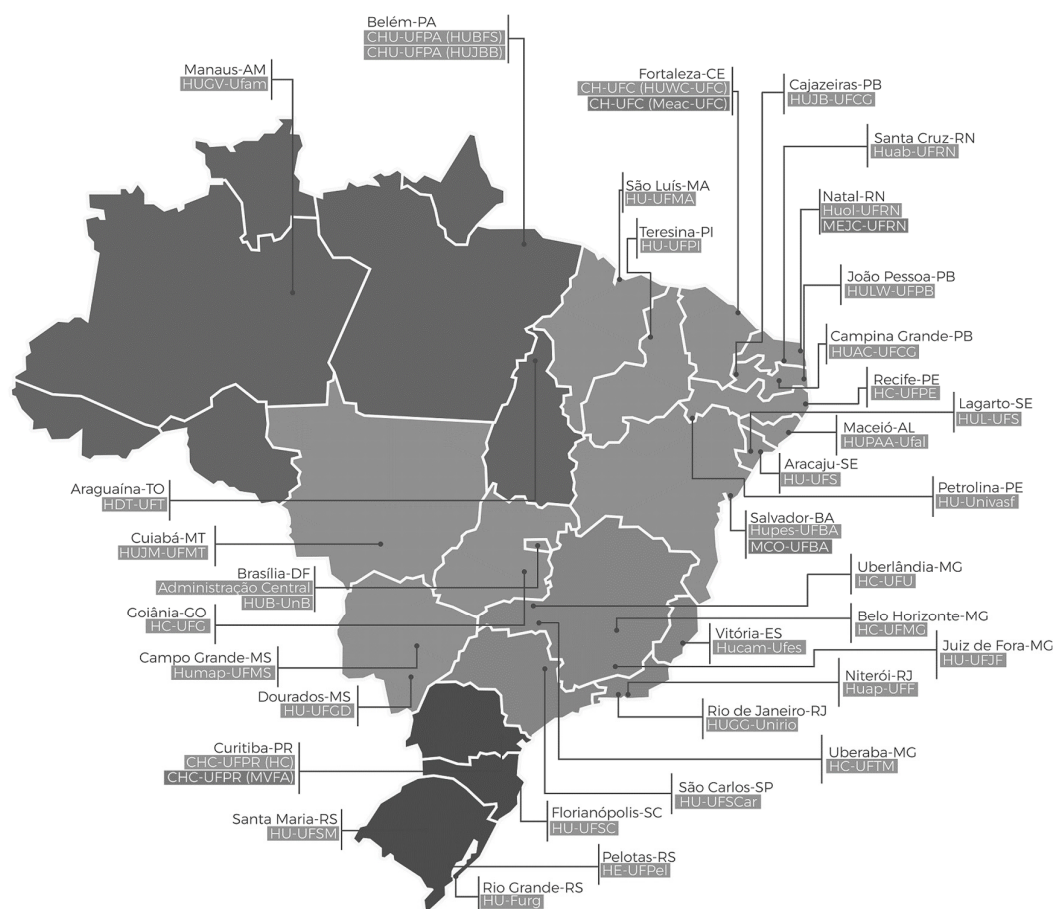 Belém-PA
CHU-UFPA (HUBFS)
CHU-UFPA (HUJBB)
Manaus-AM
HUGV-Ufam
Fortaleza-CE
CH-UFC (HUWC-UFC)
CH-UFC (Meac-UFC)
Cajazeiras-PB
HUJB-UFCG
Santa Cruz-RN
Huab-UFRN
São Luís-MA
HU-UFMA
Natal-RN
Huol-UFRN
MEJC-UFRN
Teresina-PI
HU-UFPI
João Pessoa-PB
HULW-UFPB
Campina Grande-PB
HUAC-UFCG
Recife-PE
HC-UFPE
Lagarto-SE
HUL-UFS
Maceió-AL
HUPAA-Ufal
Aracaju-SE
HU-UFS
Petrolina-PE
HU-Univasf
Araguaína-TO
HDT-UFT
Salvador-BA
Hupes-UFBA
MCO-UFBA
Cuiabá-MT
HUJM-UFMT
Brasília-DF
Administração Central
HUB-UnB
Uberlândia-MG
HC-UFU
Goiânia-GO
HC-UFG
Belo Horizonte-MG
HC-UFMG
Vitória-ES
Hucam-Ufes
Juiz de Fora-MG
HU-UFJF
Campo Grande-MS
Humap-UFMS
Niterói-RJ
Huap-UFF
Dourados-MS
HU-UFGD
Rio de Janeiro-RJ
HUGG-Unirio
Curitiba-PR
CHC-UFPR (HC)
CHC-UFPR (MVFA)
Uberaba-MG
HC-UFTM
São Carlos-SP
HU-UFSCar
Florianópolis-SC
HU-UFSC
Santa Maria-RS
HU-UFSM
Pelotas-RS
HE-UFPel
Rio Grande-RS
HU-Furg